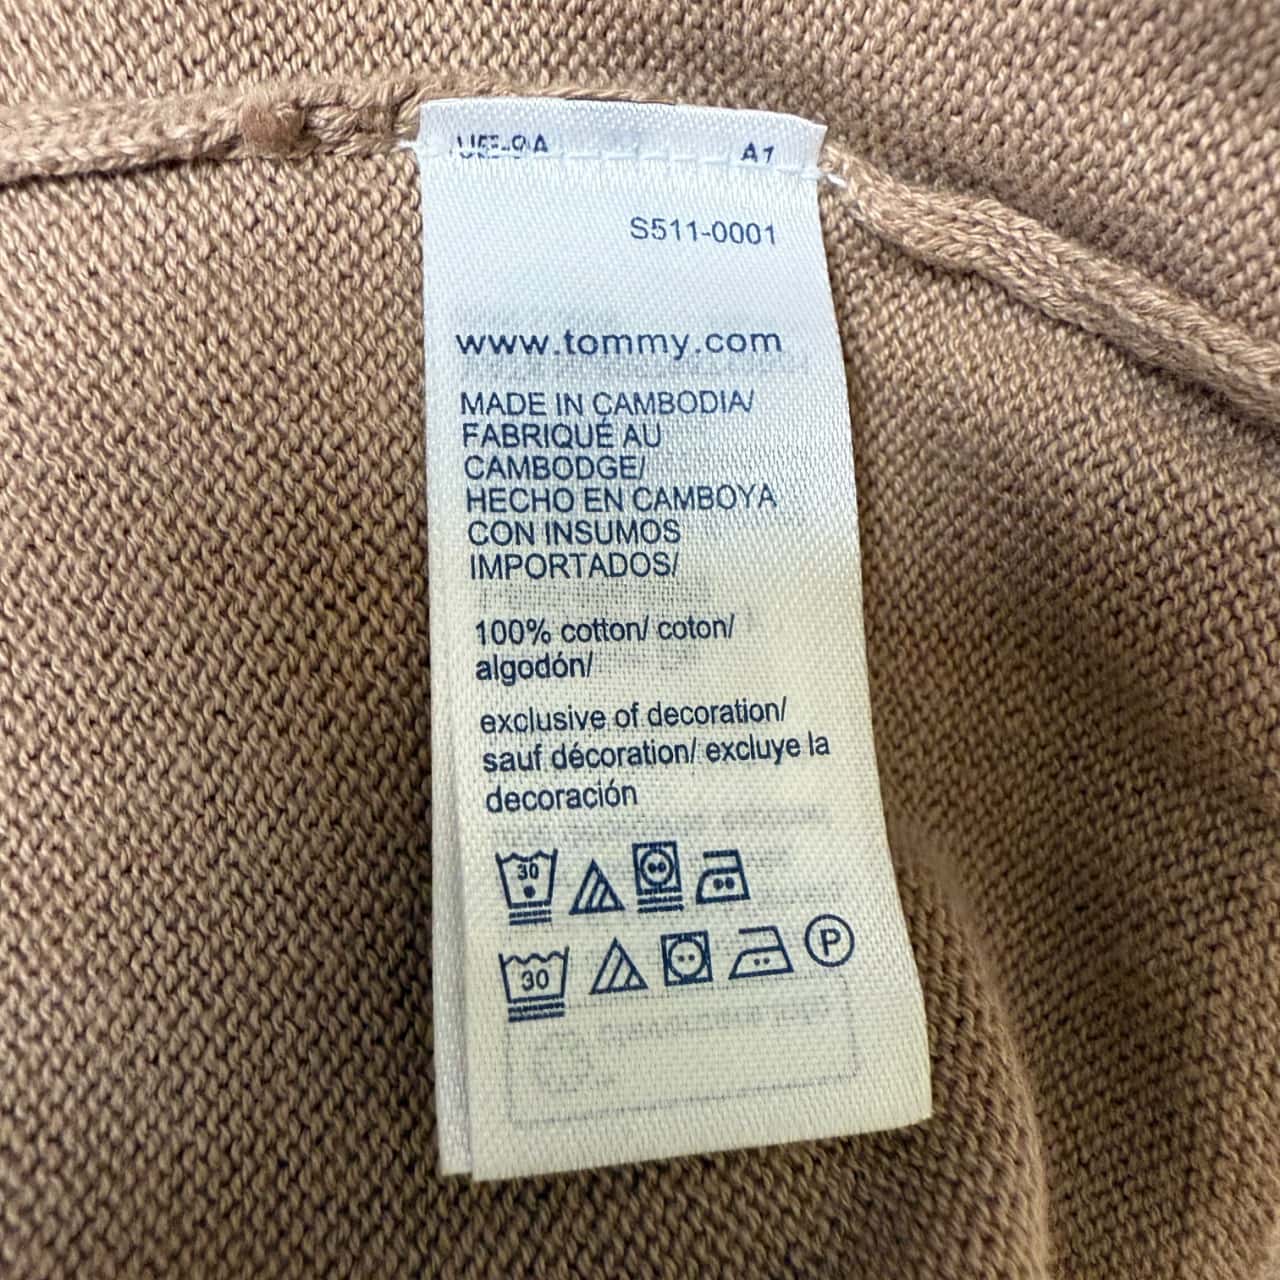 A1
S511-0001
www.tommy.com
MADE IN CAMBODIA/
FABRIQUÉ AU
CAMBODGE/
HECHO EN CAMBOYA
CON INSUMOS
IMPORTADOS/
100% cotton/ coton/
algodón/
exclusive of decoration/
sauf décoration/ excluye la
decoración
30
30 P